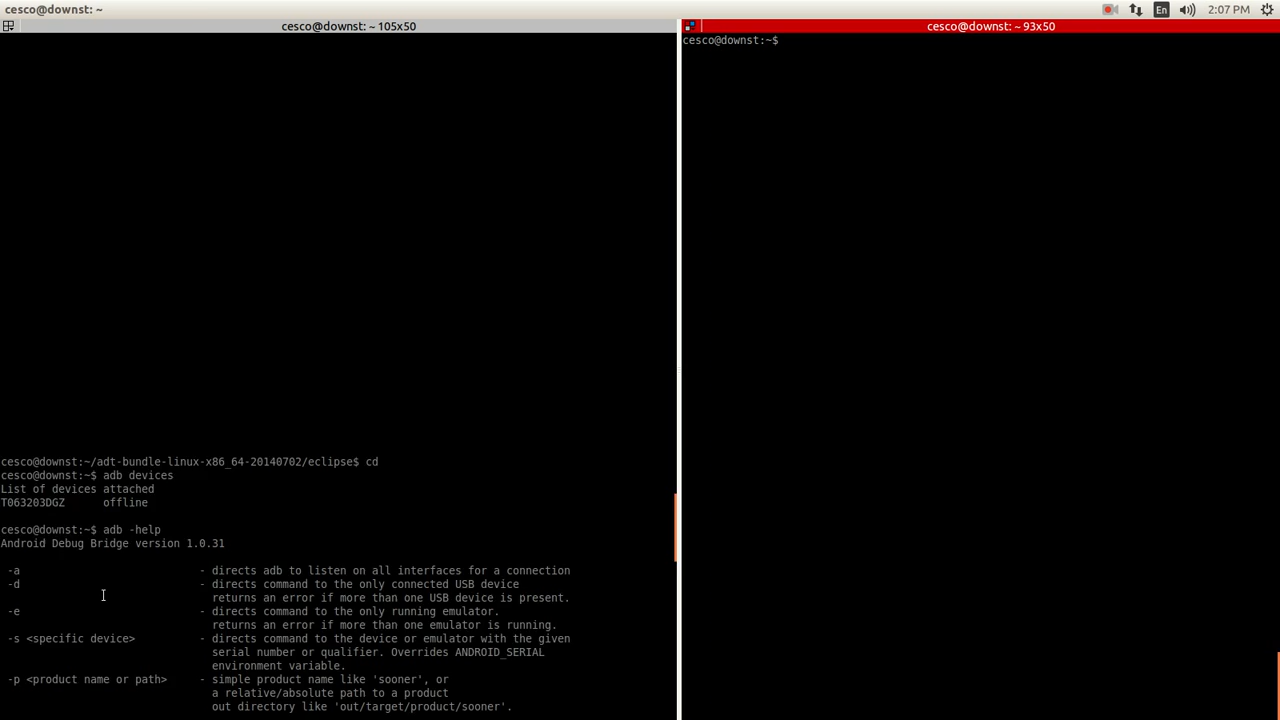 cesco@downst: ~
En
2:07 PM
cesco@downst: ~ 105x50
cesco@downst: ~ 93x50
cesco@downst:~$
cesco@downst:~/adt-bundle-linux-x86_64-20140702/eclipse$ cd
cesco@downst:~$ adb devices
List of devices attached
T063203DGZ offline
cesco@downst:~$ adb -help
Android Debug Bridge version 1.0.31
-a - directs adb to listen on all interfaces for a connection
-d - directs command to the only connected USB device
returns an error if more than one USB device is present.
-e - directs command to the only running emulator.
returns an error if more than one emulator is running.
-s <specific device> - directs command to the device or emulator with the given
serial number or qualifier. Overrides ANDROID_SERIAL
environment variable.
-p <product name or path> - simple product name like 'sooner', or
a relative/absolute path to a product
out directory like 'out/target/product/sooner'.